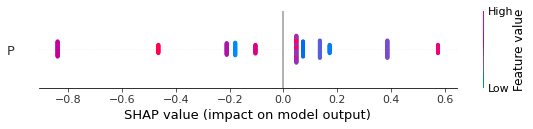 High
P
Feature value
Low
−0.8 −0.6 −0.4 −0.2 0.0 0.2 0.4 0.6
SHAP value (impact on model output)